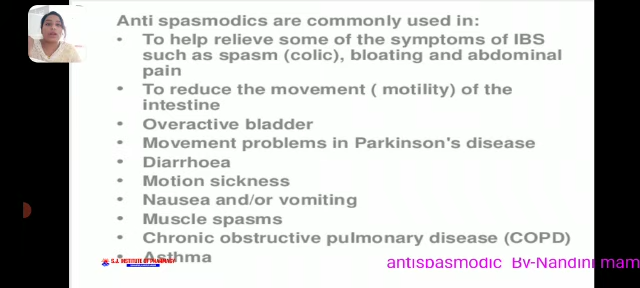 Anti spasmodics are commonly used in:
• To help relieve some of the symptoms of IBS
such as spasm (colic), bloating and abdominal
pain
• To reduce the movement ( motility) of the
intestine
• Overactive bladder
• Movement problems in Parkinson's disease
• Diarrhoea
• Motion sickness
• Nausea and/or vomiting
• Muscle spasms
• Chronic obstructive pulmonary disease (COPD)
• Asthma
S.J. INSTITUTE OF PHARMACY
antispasmodic By-Nandini mam